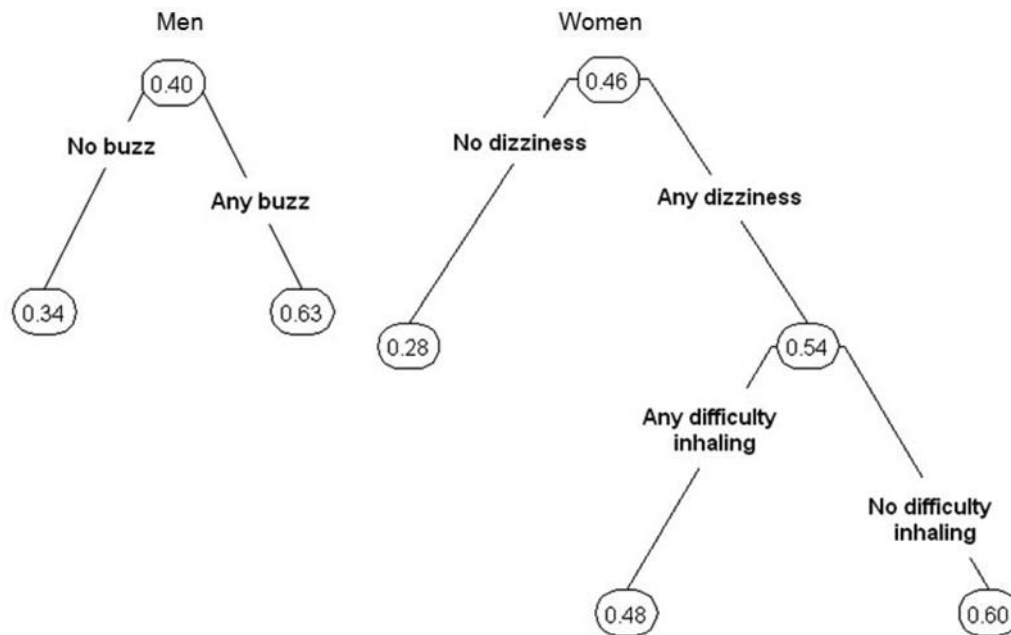 Men
Women
0.40
0.46
No buzz
No dizziness
Any buzz
Any dizziness
0.34
0.63
0.28
0.54
Any difficulty
inhaling
No difficulty
inhaling
0.48
0.60